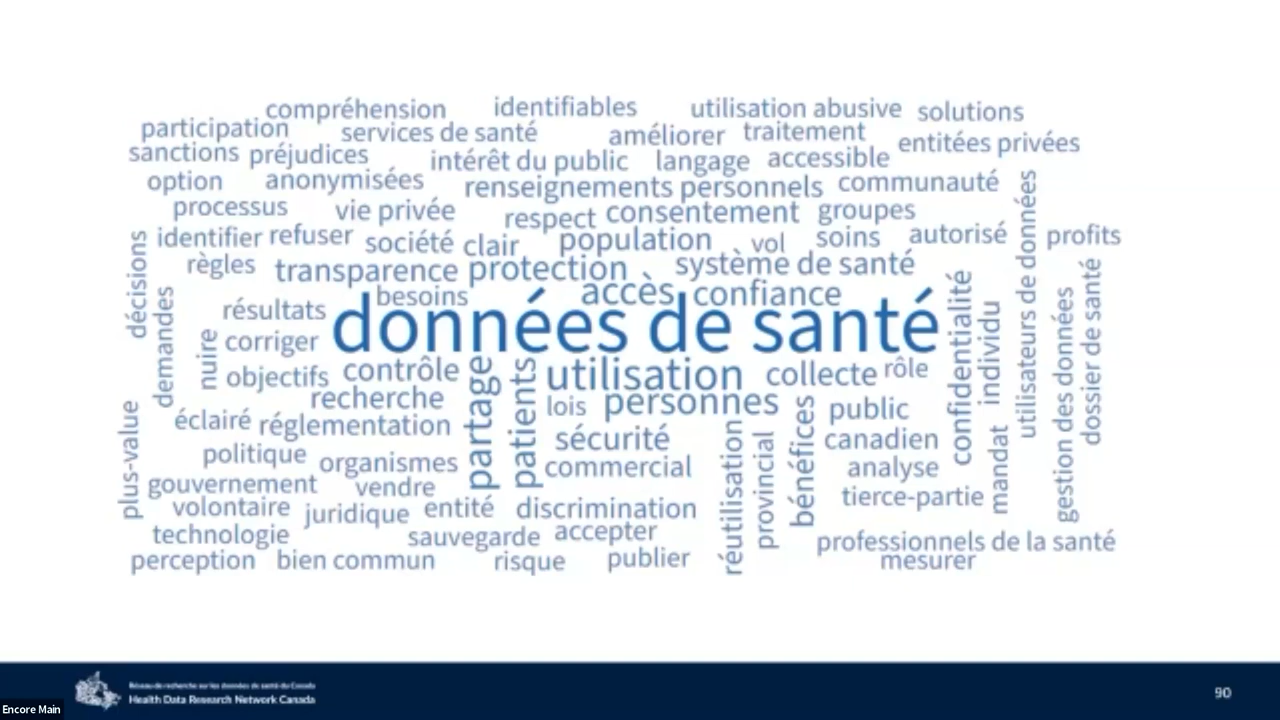 compréhension identifiables utilisation abusive solutions
participation services de santé améliorer traitement entitées privées
sanctions préjudices intérêt du public langage accessible
option anonymisées renseignements personnels communauté
processus vie privée respect consentement groupes
identifier refuser société clair population vol soins autorisé profits
règles transparence protection système de santé
besoins accès confiance
résultats données de santé
corriger
objectifs contrôle utilisation collecte rôle
recherche lois personnes public
éclairé réglementation sécurité canadien
politique organismes commercial analyse
gouvernement vendre tierce-partie
volontaire juridique entité discrimination
technologie sauvegarde accepter professionnels de la santé
perception bien commun risque publier mesurer
décisions
demandes
nuire
plus-value
partage
patients
réutilisation
provincial
bénéfices
confidentialité
individu
mandat
utilisateurs de données
gestion des données
dossier de santé
Réseau de recherche sur les données de santé du Canada
Health Data Research Network Canada
90
Encore Main